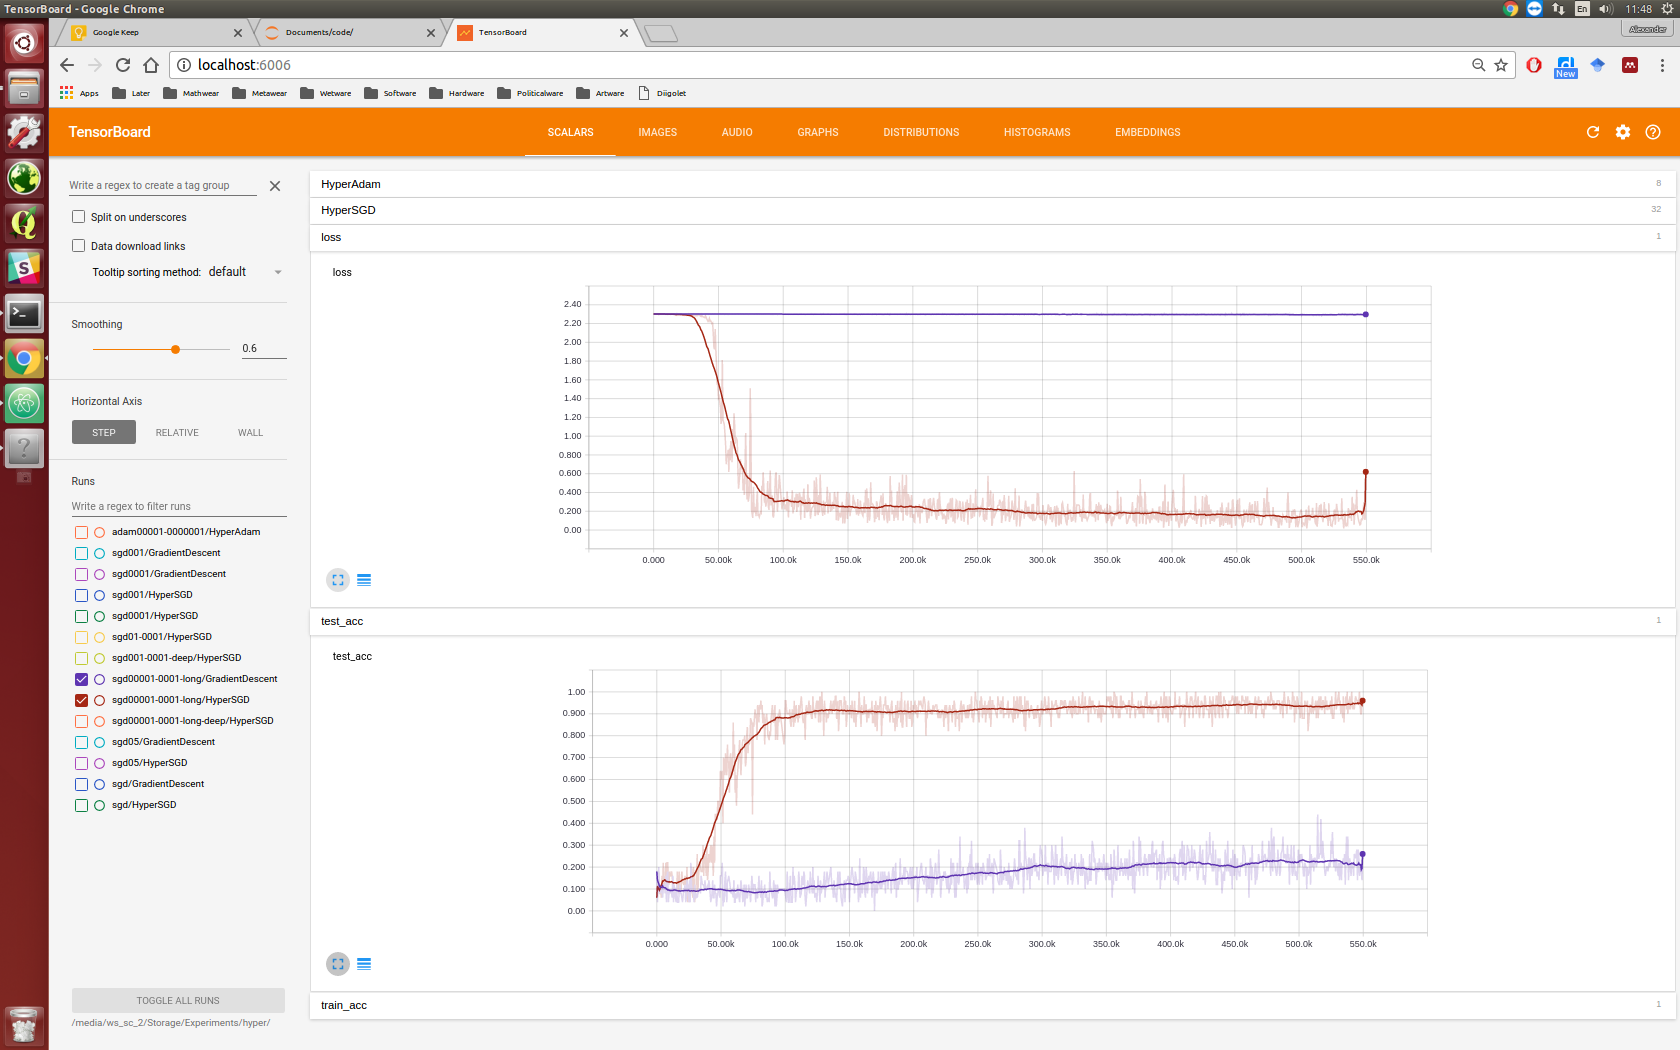 TensorBoard - Google Chrome
En
11:48
Google Keep
Documents/code/
TensorBoard
Alexander
localhost:6006
New
Apps
Later
Mathwear
Metawear
Wetware
Software
Hardware
Politicalware
Artware
Diigolet
TensorBoard
SCALARS
IMAGES
AUDIO
GRAPHS
DISTRIBUTIONS
HISTOGRAMS
EMBEDDINGS
Write a regex to create a tag group
Split on underscores
Data download links
Tooltip sorting method: default
Smoothing
0.6
Horizontal Axis
STEP
RELATIVE
WALL
Runs
Write a regex to filter runs
adam00001-0000001/HyperAdam
sgd001/GradientDescent
sgd0001/GradientDescent
sgd001/HyperSGD
sgd0001/HyperSGD
sgd01-0001/HyperSGD
sgd001-0001-deep/HyperSGD
sgd00001-0001-long/GradientDescent
sgd00001-0001-long/HyperSGD
sgd00001-0001-long-deep/HyperSGD
sgd05/GradientDescent
sgd05/HyperSGD
sgd/GradientDescent
sgd/HyperSGD
TOGGLE ALL RUNS
/media/ws_sc_2/Storage/Experiments/hyper/
HyperAdam
8
HyperSGD
32
loss
1
loss
2.40
2.20
2.00
1.80
1.60
1.40
1.20
1.00
0.800
0.600
0.400
0.200
0.00
0.000
50.00k
100.0k
150.0k
200.0k
250.0k
300.0k
350.0k
400.0k
450.0k
500.0k
550.0k
test_acc
1
test_acc
1.00
0.900
0.800
0.700
0.600
0.500
0.400
0.300
0.200
0.100
0.00
0.000
50.00k
100.0k
150.0k
200.0k
250.0k
300.0k
350.0k
400.0k
450.0k
500.0k
550.0k
train_acc
1